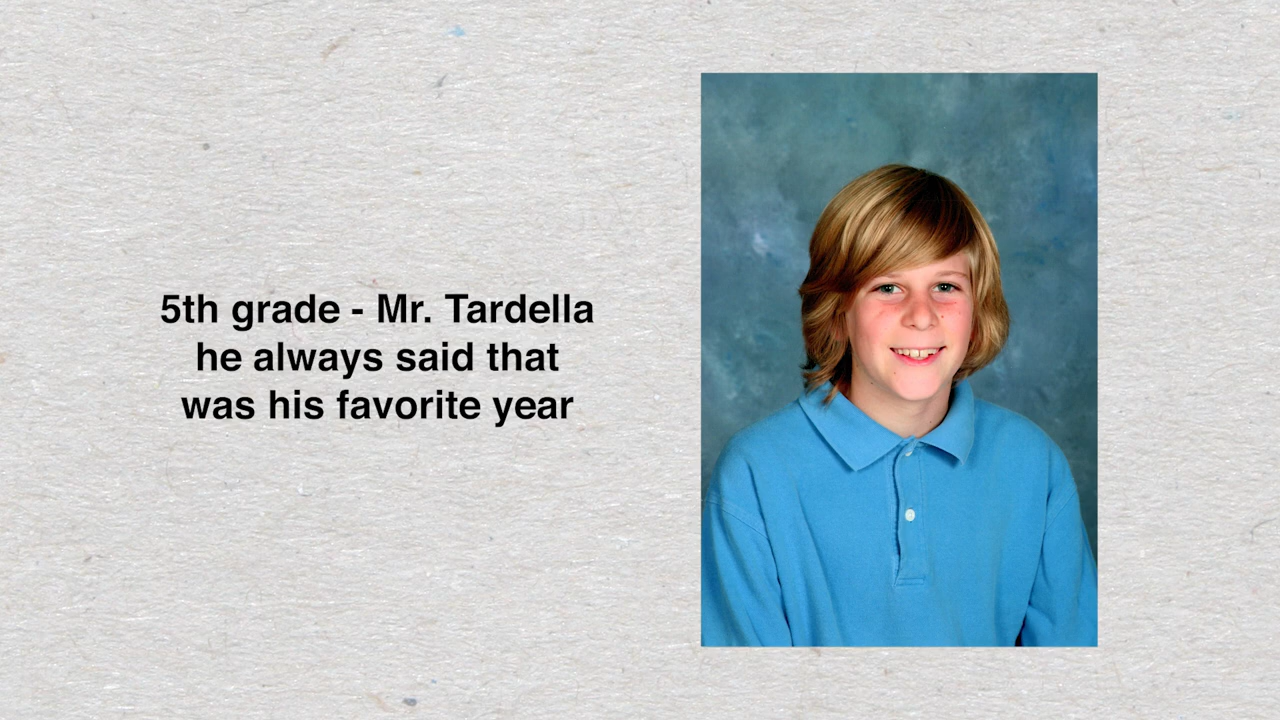 5th grade - Mr. Tardella
he always said that
was his favorite year